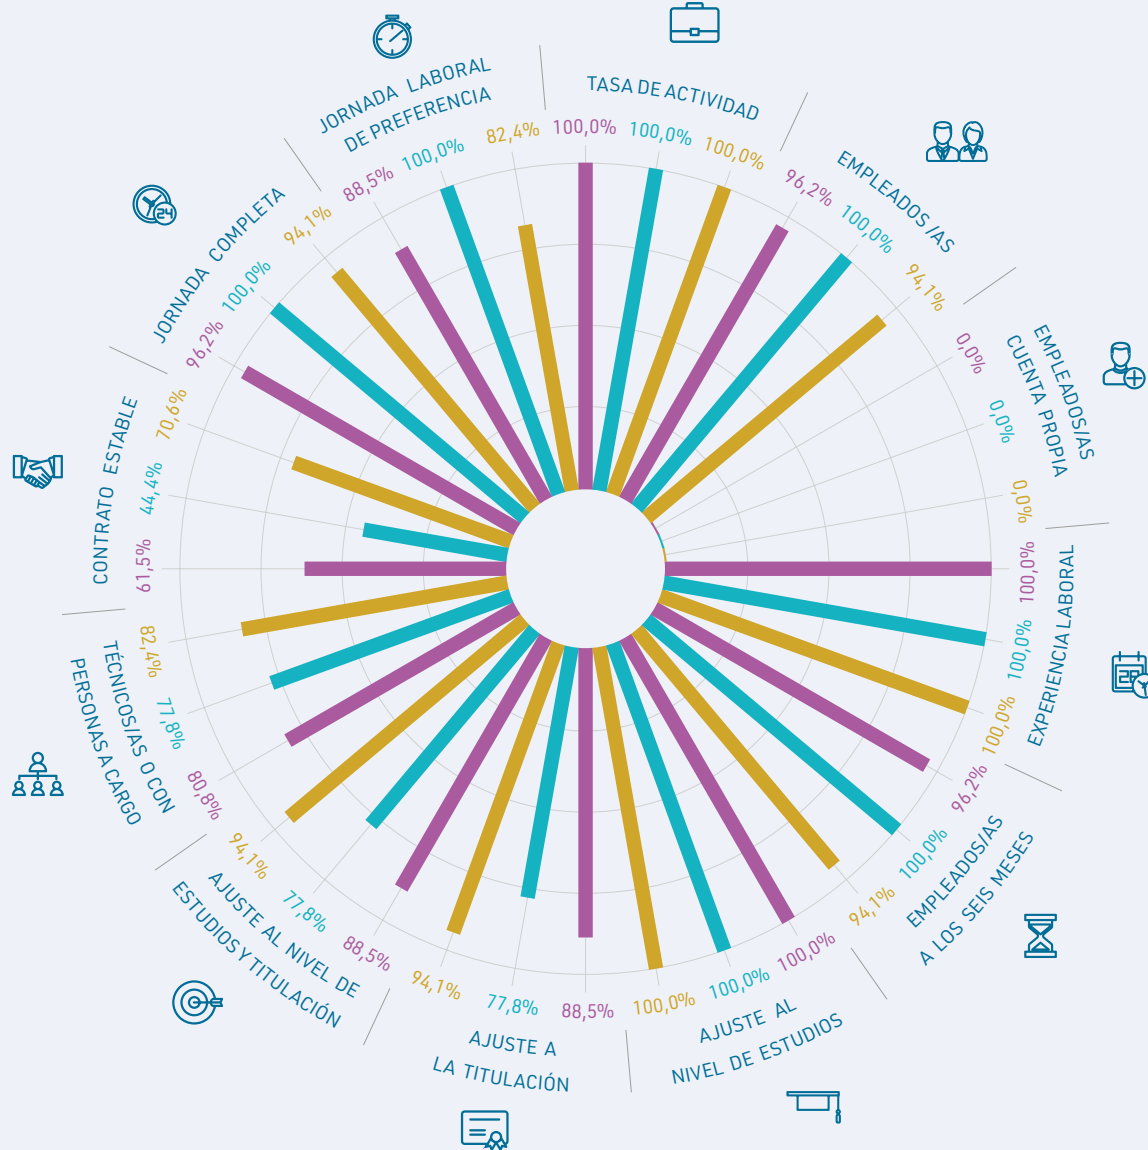 TASA DE ACTIVIDAD
100,0%
100,0%
100,0%
EMPLEADOS/AS
96,2%
100,0%
94,1%
EMPLEADOS/AS
CUENTA PROPIA
0,0%
0,0%
0,0%
EXPERIENCIA LABORAL
100,0%
100,0%
100,0%
EMPLEADOS/AS
A LOS SEIS MESES
96,2%
100,0%
94,1%
AJUSTE AL
NIVEL DE ESTUDIOS
100,0%
100,0%
100,0%
AJUSTE A
LA TITULACIÓN
88,5%
77,8%
94,1%
AJUSTE AL NIVEL DE
ESTUDIOS Y TITULACIÓN
88,5%
77,8%
94,1%
TÉCNICOS/AS O CON
PERSONAS A CARGO
80,8%
77,8%
82,4%
CONTRATO ESTABLE
61,5%
44,4%
70,6%
JORNADA COMPLETA
96,2%
100,0%
94,1%
24
JORNADA LABORAL
DE PREFERENCIA
88,5%
100,0%
82,4%